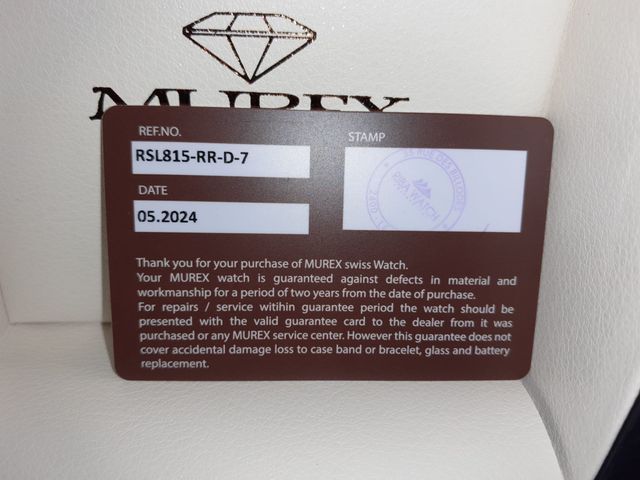 MUREX
REF.NO.
STAMP
RSL815-RR-D-7
RISA WATCH
2400
DATE
05.2024
Thank you for your purchase of MUREX swiss Watch.
Your MUREX watch is guaranteed against defects in material and
workmanship for a period of two years from the date of purchase.
For repairs / service witihin guarantee period the watch should be
presented with the valid guarantee card to the dealer from it was
purchased or any MUREX service center. However this guarantee does not
cover accidental damage loss to case band or bracelet, glass and battery
replacement.